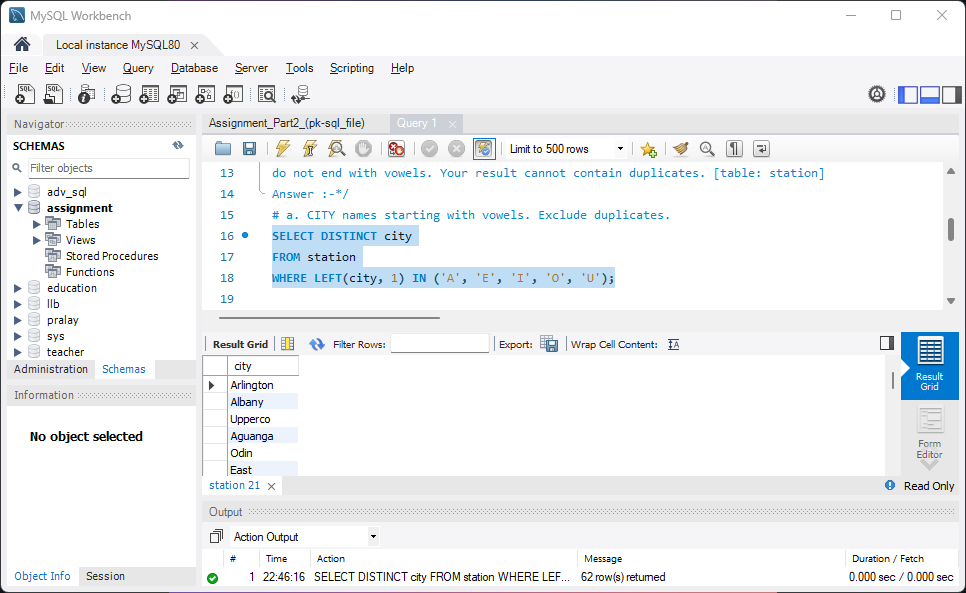 MySQL Workbench
Local instance MySQL80
File Edit View Query Database Server Tools Scripting Help
Navigator
SCHEMAS
Filter objects
adv_sql
assignment
Tables
Views
Stored Procedures
Functions
education
llb
pralay
sys
teacher
Administration Schemas
Information
No object selected
Object Info Session
Assignment_Part2_(pk-sql_file) Query 1
Limit to 500 rows
13 do not end with vowels. Your result cannot contain duplicates. [table: station]
14 Answer :-*/
15 # a. CITY names starting with vowels. Exclude duplicates.
16 SELECT DISTINCT city
17 FROM station
18 WHERE LEFT(city, 1) IN ('A', 'E', 'I', 'O', 'U');
19
Result Grid Filter Rows: Export: Wrap Cell Content:
city
Arlington
Albany
Upperco
Aguanga
Odin
East
Result Grid
Form Editor
station 21 Read Only
Output
Action Output
# Time Action Message Duration / Fetch
1 22:46:16 SELECT DISTINCT city FROM station WHERE LEF... 62 row(s) returned 0.000 sec / 0.000 sec